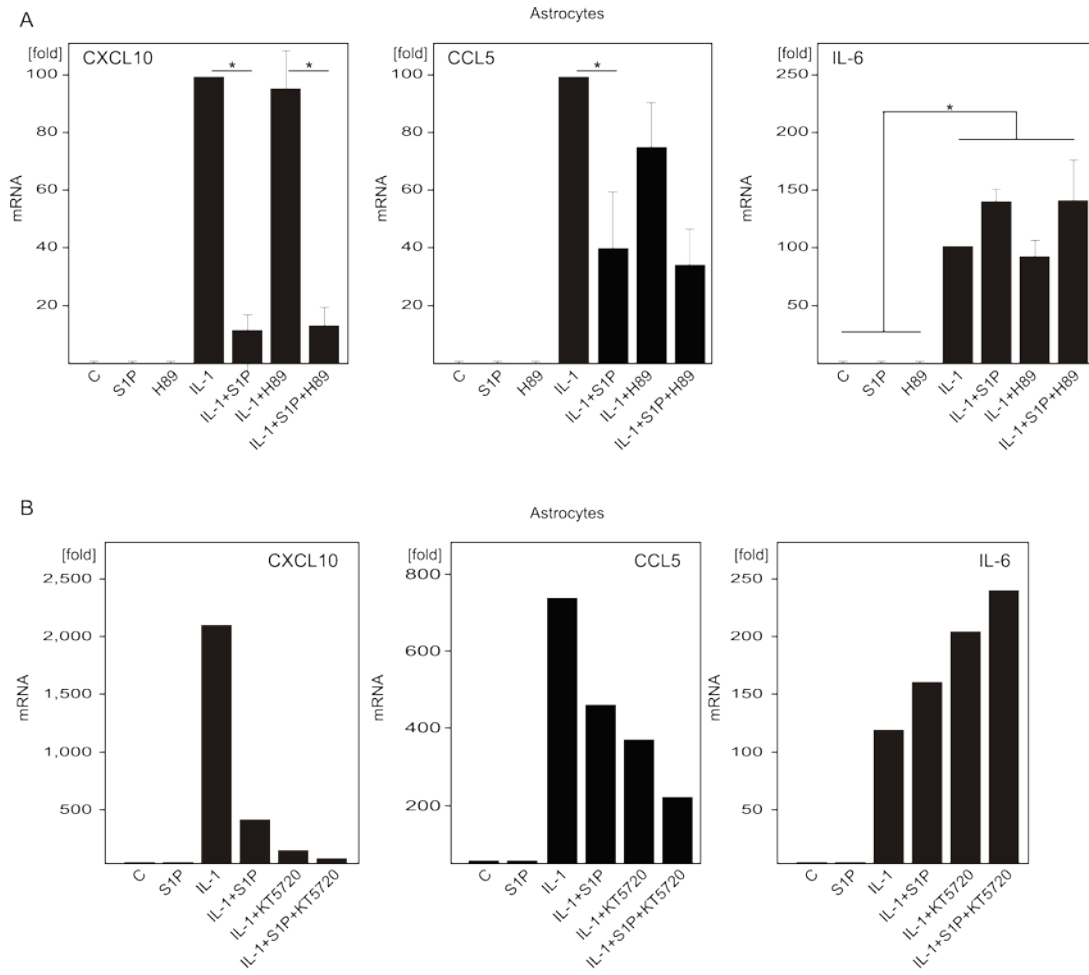 A
Astrocytes
[fold]
CXCL10
100
80
60
40
20
mRNA
*
*
C
S1P
H89
IL-1
IL-1+S1P
IL-1+H89
IL-1+S1P+H89
[fold]
CCL5
100
80
60
40
20
mRNA
*
C
S1P
H89
IL-1
IL-1+S1P
IL-1+H89
IL-1+S1P+H89
[fold]
IL-6
250
200
150
100
50
mRNA
*
C
S1P
H89
IL-1
IL-1+S1P
IL-1+H89
IL-1+S1P+H89
B
Astrocytes
[fold]
CXCL10
2,500
2,000
1,500
1,000
500
mRNA
C
S1P
IL-1
IL-1+S1P
IL-1+KT5720
IL-1+S1P+KT5720
[fold]
CCL5
800
600
400
200
mRNA
C
S1P
IL-1
IL-1+S1P
IL-1+KT5720
IL-1+S1P+KT5720
[fold]
IL-6
250
200
150
100
50
mRNA
C
S1P
IL-1
IL-1+S1P
IL-1+KT5720
IL-1+S1P+KT5720